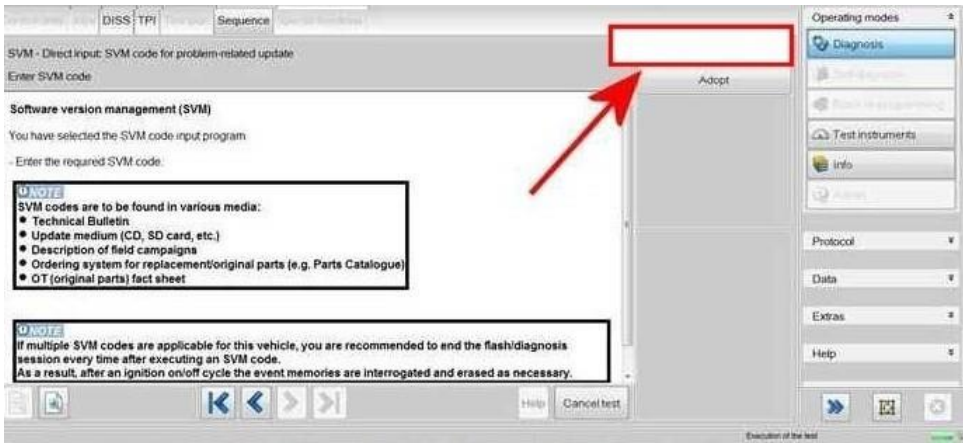 DISS
TPI
Sequence
SVM - Direct input: SVM code for problem-related update
Enter SVM code
Adopt
Software version management (SVM)
You have selected the SVM code input program
- Enter the required SVM code:
NOTE
SVM codes are to be found in various media:
• Technical Bulletin
• Update medium (CD, SD card, etc.)
• Description of field campaigns
• Ordering system for replacement/original parts (e.g. Parts Catalogue)
• OT (original parts) fact sheet
NOTE
If multiple SVM codes are applicable for this vehicle, you are recommended to end the flash/diagnosis
session every time after executing an SVM code.
As a result, after an ignition on/off cycle the event memories are interrogated and erased as necessary.
Help
Cancel test
Operating modes
Diagnosis
Test instruments
Info
Protocol
Data
Extras
Help
Execution of the test